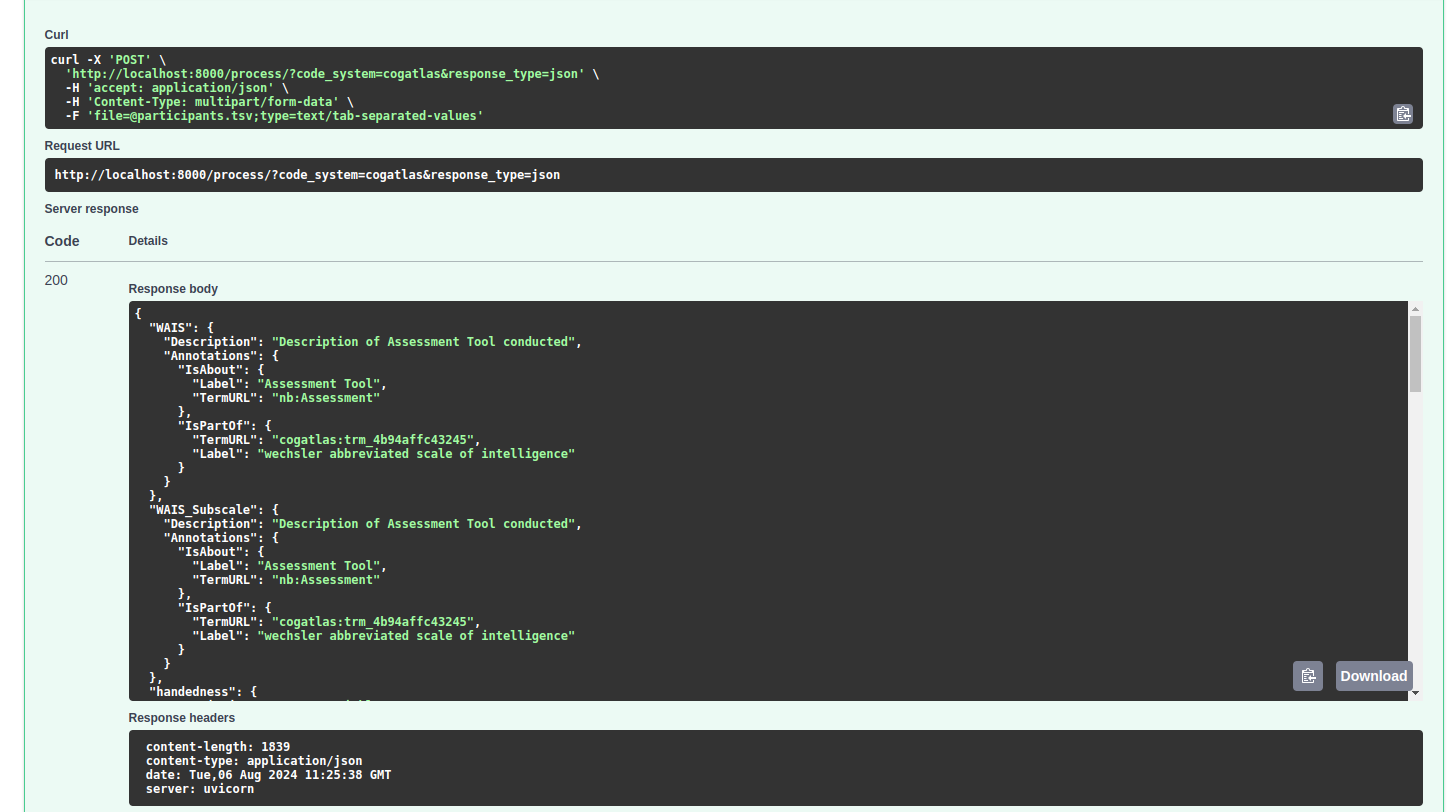 Curl
curl -X 'POST' \
  'http://localhost:8000/process/?code_system=cogatlas&response_type=json' \
  -H 'accept: application/json' \
  -H 'Content-Type: multipart/form-data' \
  -F 'file=@participants.tsv;type=text/tab-separated-values'
Request URL
http://localhost:8000/process/?code_system=cogatlas&response_type=json
Server response
Code Details
200
Response body
{
  "WAIS": {
    "Description": "Description of Assessment Tool conducted",
    "Annotations": {
      "IsAbout": {
        "Label": "Assessment Tool",
        "TermURL": "nb:Assessment"
      },
      "IsPartOf": {
        "TermURL": "cogatlas:trm_4b94affc43245",
        "Label": "wechsler abbreviated scale of intelligence"
      }
    }
  },
  "WAIS_Subscale": {
    "Description": "Description of Assessment Tool conducted",
    "Annotations": {
      "IsAbout": {
        "Label": "Assessment Tool",
        "TermURL": "nb:Assessment"
      },
      "IsPartOf": {
        "TermURL": "cogatlas:trm_4b94affc43245",
        "Label": "wechsler abbreviated scale of intelligence"
      }
    }
  },
  "handedness": {
Download
Response headers
content-length: 1839
content-type: application/json
date: Tue,06 Aug 2024 11:25:38 GMT
server: uvicorn